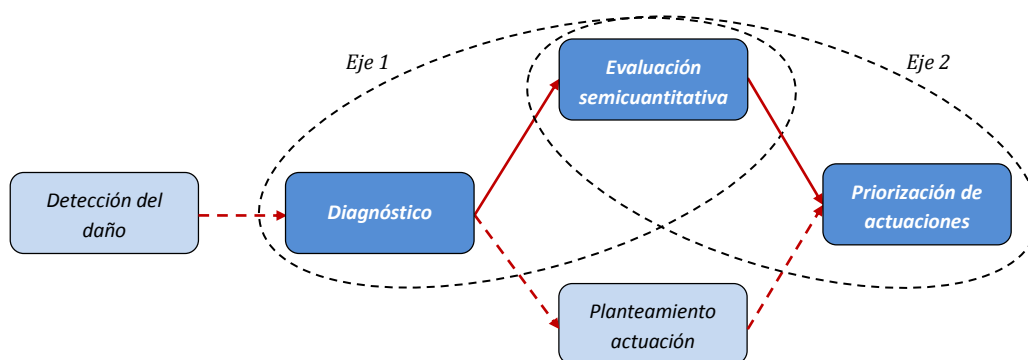 Eje 1
Evaluación
semicuantitativa
Eje 2
Detección del
daño
Diagnóstico
Priorización de
actuaciones
Planteamiento
actuación